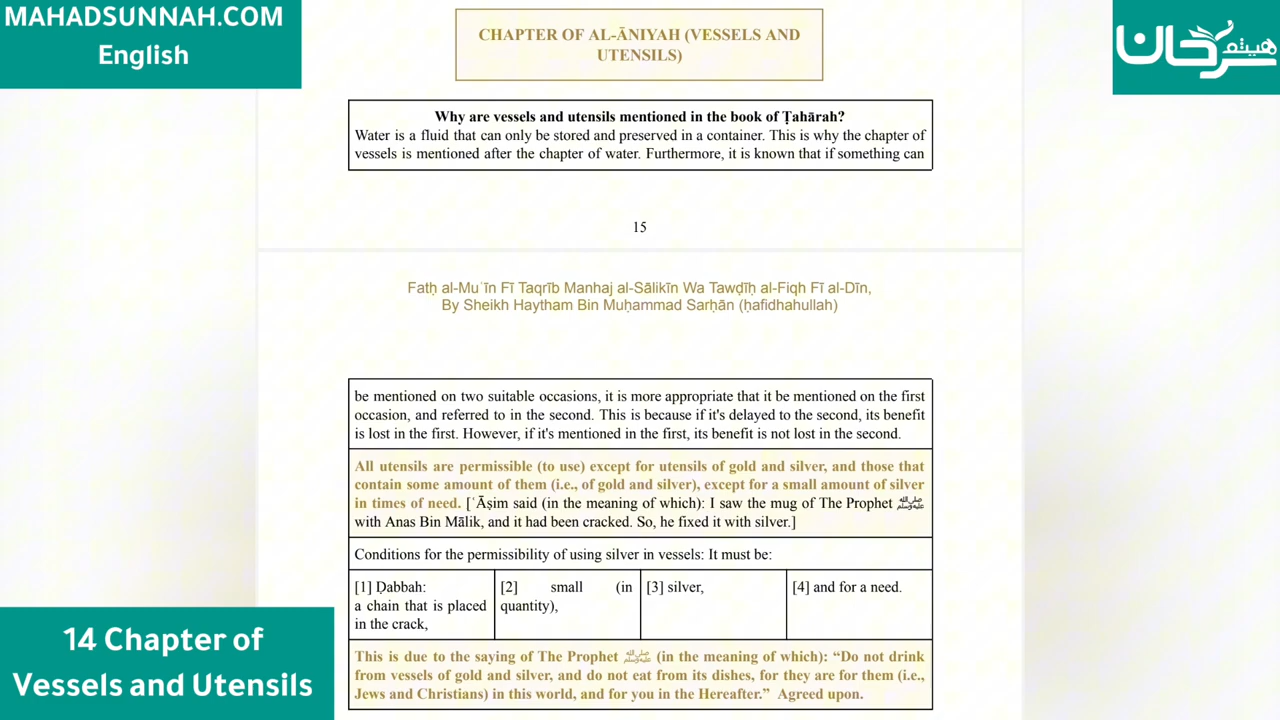 MAHADSUNNAH.COM
English
هيثم
سرحان
CHAPTER OF AL-ĀNIYAH (VESSELS AND
UTENSILS)
Why are vessels and utensils mentioned in the book of Ṭahārah?
Water is a fluid that can only be stored and preserved in a container. This is why the chapter of
vessels is mentioned after the chapter of water. Furthermore, it is known that if something can
15
Fatḥ al-Muʿīn Fī Taqrīb Manhaj al-Sālikīn Wa Tawḍīḥ al-Fiqh Fī al-Dīn,
By Sheikh Haytham Bin Muḥammad Sarḥān (ḥafidhahullah)
be mentioned on two suitable occasions, it is more appropriate that it be mentioned on the first
occasion, and referred to in the second. This is because if it's delayed to the second, its benefit
is lost in the first. However, if it's mentioned in the first, its benefit is not lost in the second.
All utensils are permissible (to use) except for utensils of gold and silver, and those that
contain some amount of them (i.e., of gold and silver), except for a small amount of silver
in times of need. [ʿĀṣim said (in the meaning of which): I saw the mug of The Prophet ﷺ
with Anas Bin Mālik, and it had been cracked. So, he fixed it with silver.]
Conditions for the permissibility of using silver in vessels: It must be:
[1] Ḍabbah:
a chain that is placed
in the crack,
[2] small (in
quantity),
[3] silver,
[4] and for a need.
This is due to the saying of The Prophet ﷺ (in the meaning of which): “Do not drink
from vessels of gold and silver, and do not eat from its dishes, for they are for them (i.e.,
Jews and Christians) in this world, and for you in the Hereafter.” Agreed upon.
14 Chapter of
Vessels and Utensils